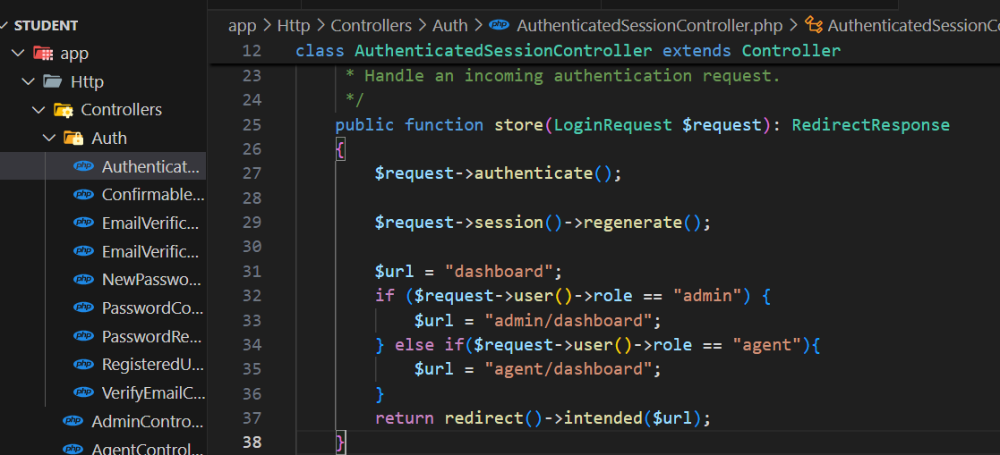 STUDENT
app
Http
Controllers
Auth
Authenticat...
Confirmable...
EmailVerific...
EmailVerific...
NewPasswo...
PasswordCo...
PasswordRe...
RegisteredU...
VerifyEmailC...
AdminContro...
AgentControl...
app > Http > Controllers > Auth > AuthenticatedSessionController.php > AuthenticatedSessionCo
12 class AuthenticatedSessionController extends Controller
23 * Handle an incoming authentication request.
24 */
25 public function store(LoginRequest $request): RedirectResponse
26 {
27 $request->authenticate();
28
29 $request->session()->regenerate();
30
31 $url = "dashboard";
32 if ($request->user()->role == "admin") {
33 $url = "admin/dashboard";
34 } else if($request->user()->role == "agent"){
35 $url = "agent/dashboard";
36 }
37 return redirect()->intended($url);
38 }